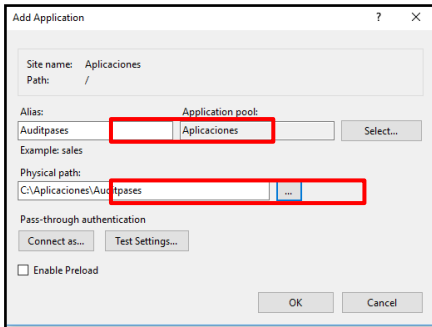 Add Application
? ×
Site name: Aplicaciones
Path: /
Alias: Application pool:
Auditpases Aplicaciones Select...
Example: sales
Physical path:
C:\Aplicaciones\Auditpases ...
Pass-through authentication
Connect as... Test Settings...
Enable Preload
OK Cancel